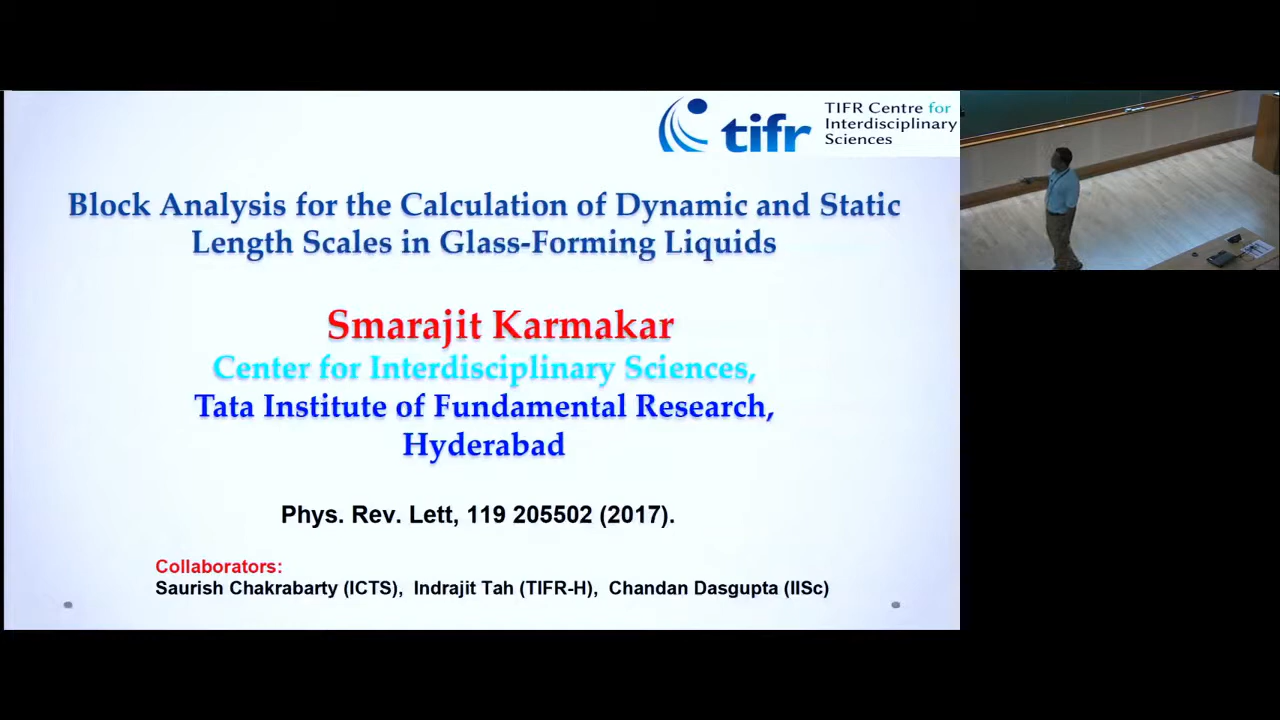 tifr
TIFR Centre for
Interdisciplinary
Sciences
Block Analysis for the Calculation of Dynamic and Static
Length Scales in Glass-Forming Liquids
Smarajit Karmakar
Center for Interdisciplinary Sciences,
Tata Institute of Fundamental Research,
Hyderabad
Phys. Rev. Lett, 119 205502 (2017).
Collaborators:
Saurish Chakrabarty (ICTS), Indrajit Tah (TIFR-H), Chandan Dasgupta (IISc)